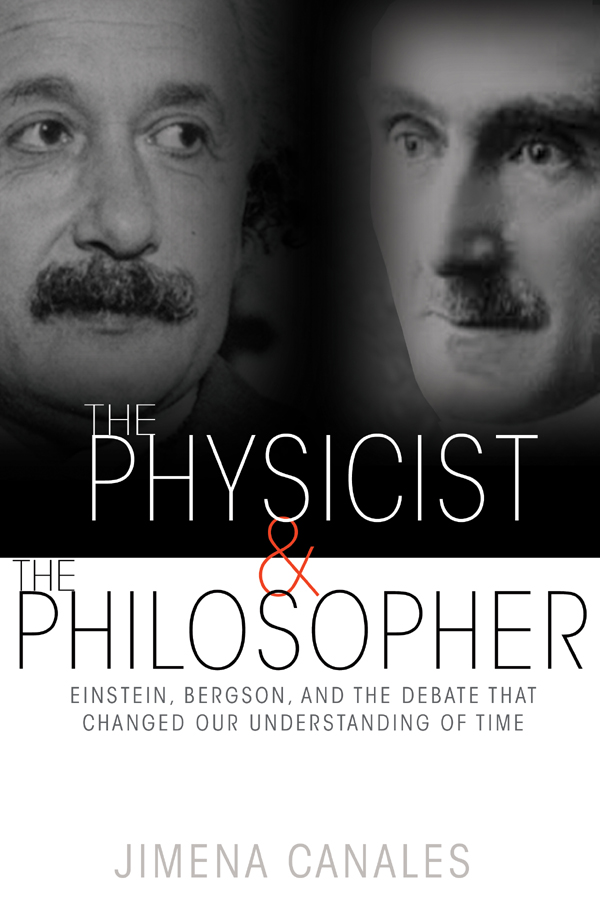 THE
PHYSICIST
&
THE
PHILOSOPHER
EINSTEIN, BERGSON, AND THE DEBATE THAT
CHANGED OUR UNDERSTANDING OF TIME
JIMENA CANALES